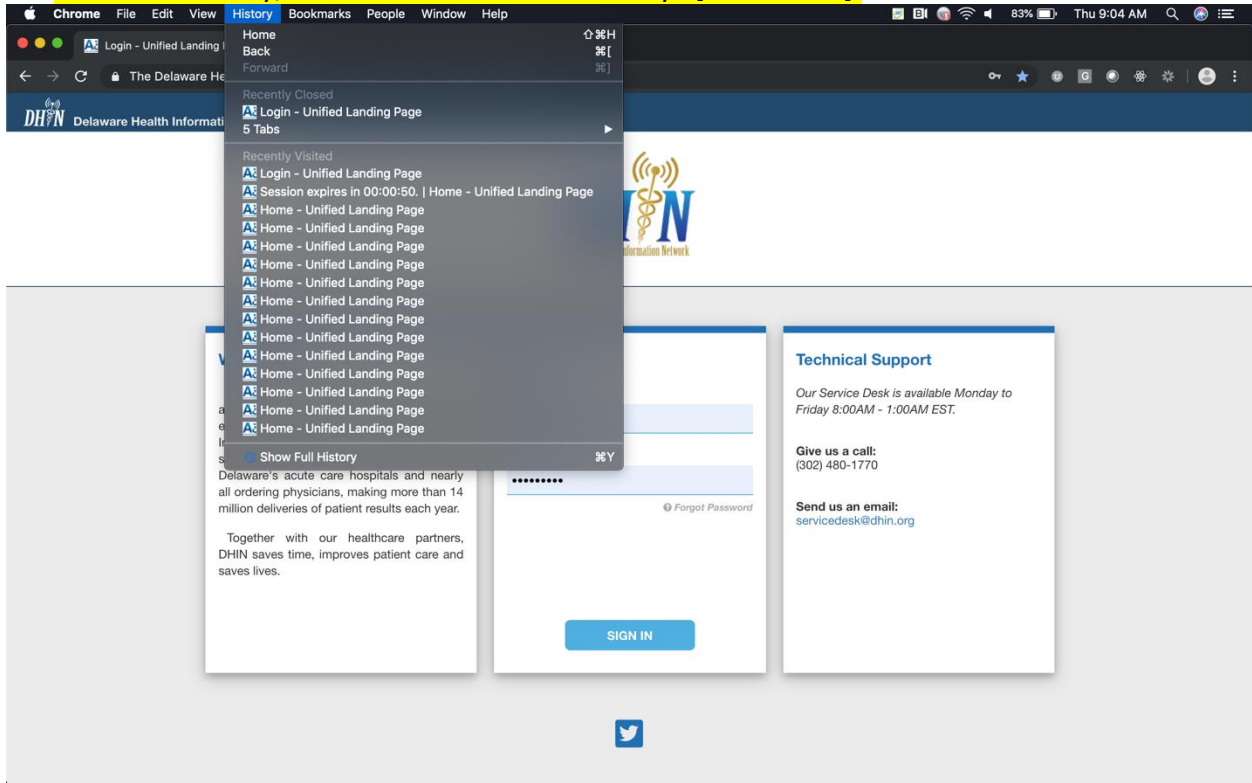 Chrome File Edit View History Bookmarks People Window Help 83% Thu 9:04 AM
Login - Unified Landing
The Delaware He
DHIN Delaware Health Informati
Home ⇧⌘H
Back ⌘[
Forward ⌘]
Recently Closed
Login - Unified Landing Page
5 Tabs
Recently Visited
Login - Unified Landing Page
Session expires in 00:00:50. | Home - Unified Landing Page
Home - Unified Landing Page
Home - Unified Landing Page
Home - Unified Landing Page
Home - Unified Landing Page
Home - Unified Landing Page
Home - Unified Landing Page
Home - Unified Landing Page
Home - Unified Landing Page
Home - Unified Landing Page
Home - Unified Landing Page
Home - Unified Landing Page
Home - Unified Landing Page
Home - Unified Landing Page
Show Full History ⌘Y
Information Network
Delaware's acute care hospitals and nearly
all ordering physicians, making more than 14
million deliveries of patient results each year.
Together with our healthcare partners,
DHIN saves time, improves patient care and
saves lives.
Forgot Password
SIGN IN
Technical Support
Our Service Desk is available Monday to
Friday 8:00AM - 1:00AM EST.
Give us a call:
(302) 480-1770
Send us an email:
servicedesk@dhin.org